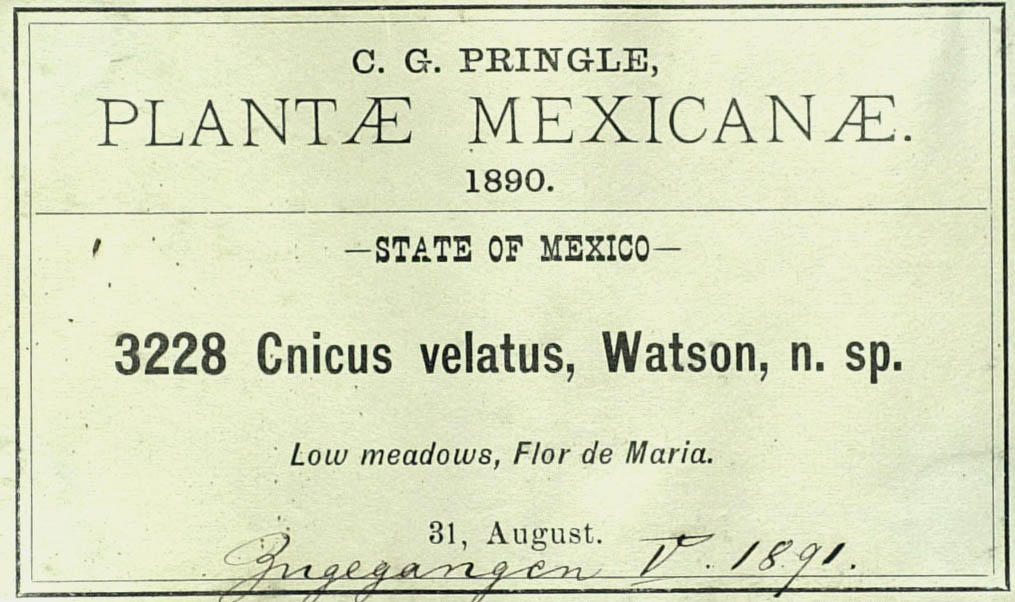 C. G. PRINGLE,
PLANTÆ MEXICANÆ.
1890.
—STATE OF MEXICO—
3228 Cnicus velatus, Watson, n. sp.
Low meadows, Flor de Maria.
31, August.
Zugegangen V. 1891.